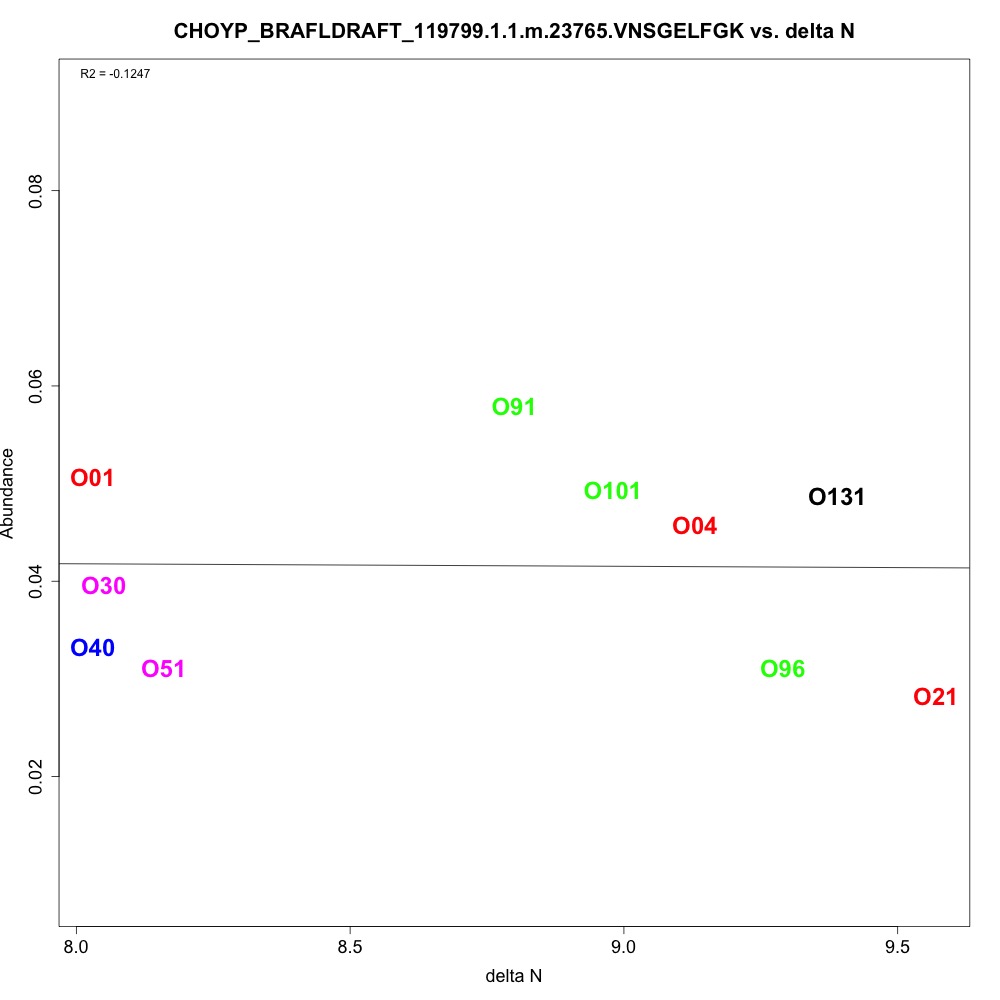 CHOYP_BRAFLDRAFT_119799.1.1.m.23765.VNSGELFGK vs. delta N
R2 = -0.1247
0.08
0.06
0.04
0.02
Abundance
O91
O01
O101
O131
O04
O30
O40
O51
O96
O21
8.0
8.5
9.0
9.5
delta N